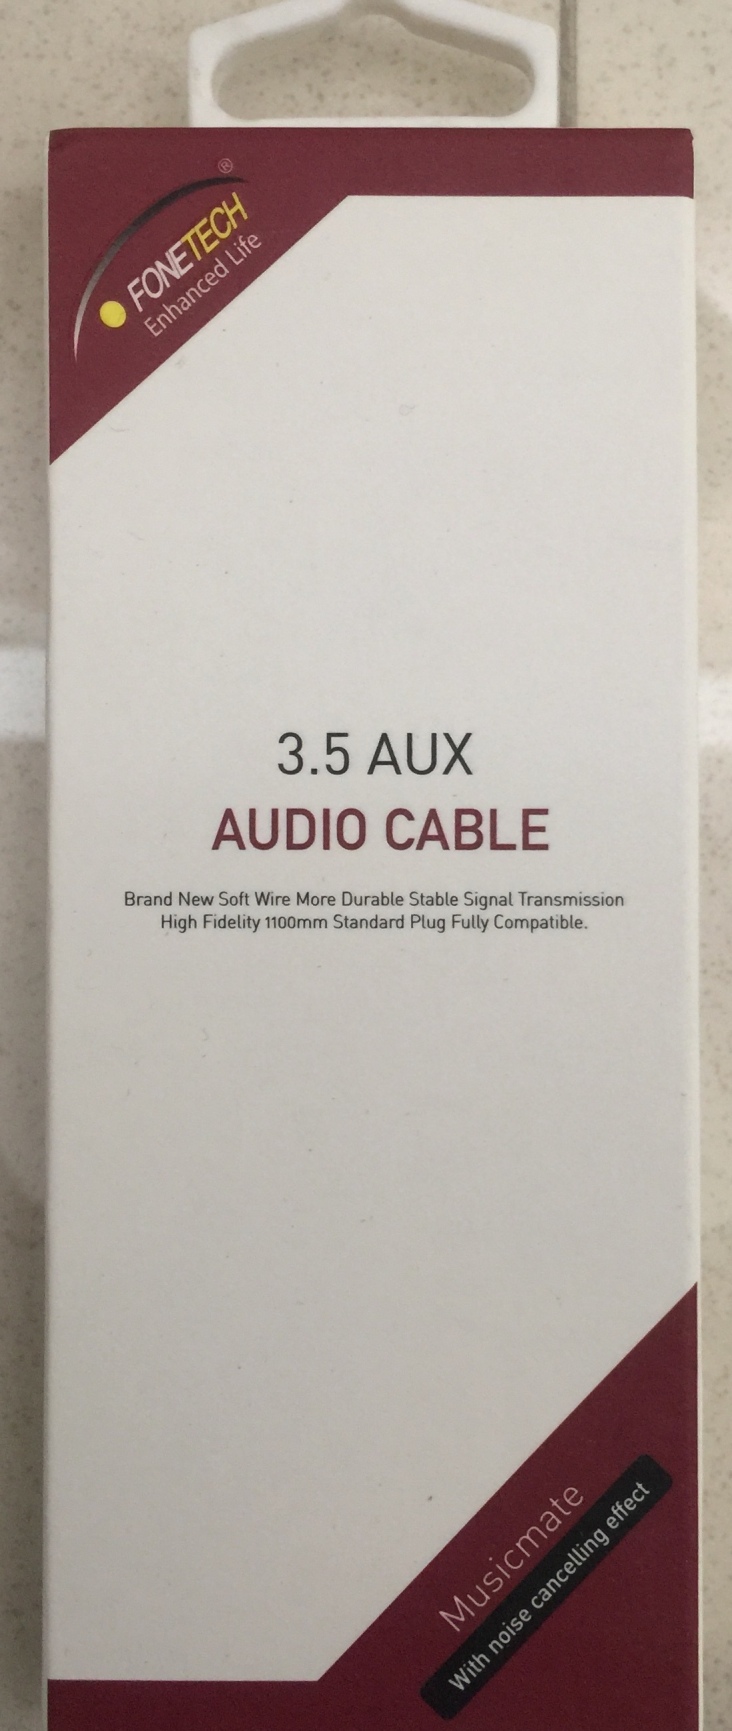 ®
FONETECH
Enhanced Life
3.5 AUX
AUDIO CABLE
Brand New Soft Wire More Durable Stable Signal Transmission
High Fidelity 1100mm Standard Plug Fully Compatible.
Musicmate
With noise cancelling effect